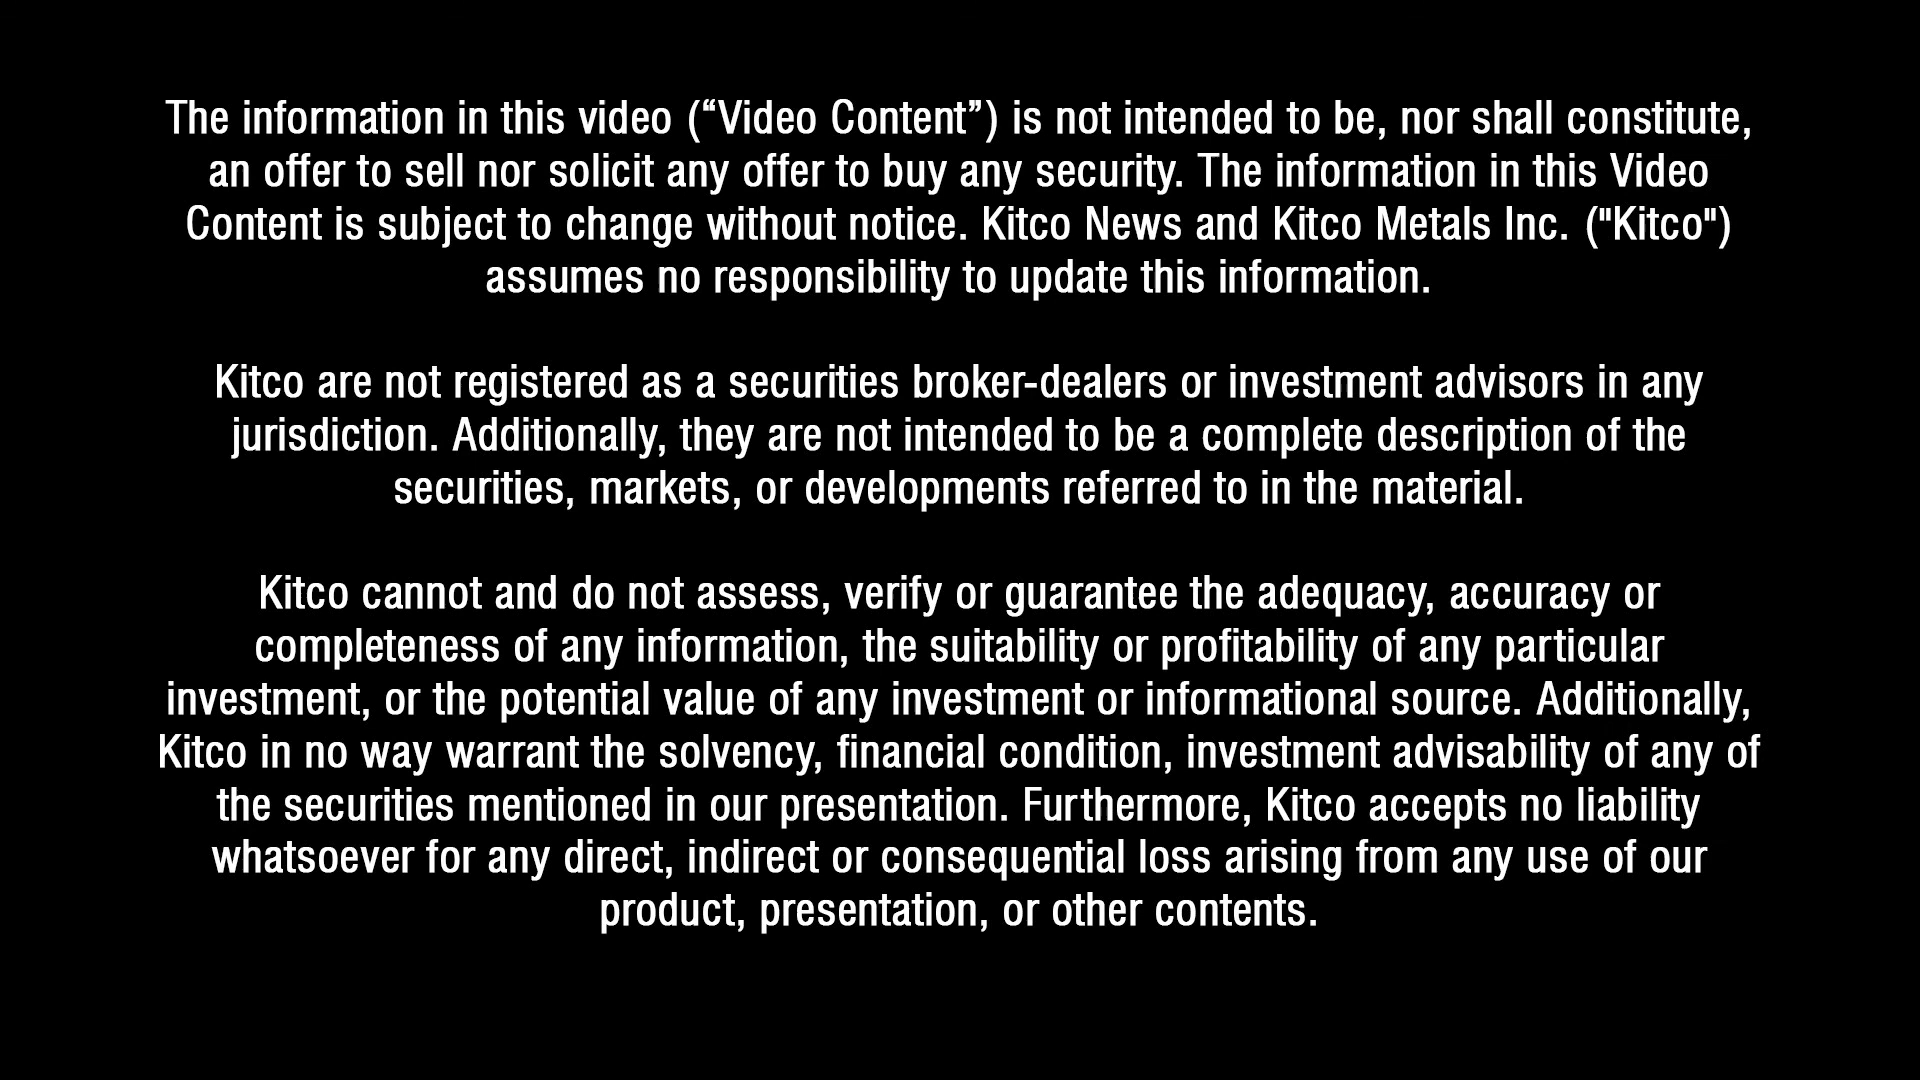 The information in this video (“Video Content”) is not intended to be, nor shall constitute,
an offer to sell nor solicit any offer to buy any security. The information in this Video
Content is subject to change without notice. Kitco News and Kitco Metals Inc. ("Kitco")
assumes no responsibility to update this information.
Kitco are not registered as a securities broker-dealers or investment advisors in any
jurisdiction. Additionally, they are not intended to be a complete description of the
securities, markets, or developments referred to in the material.
Kitco cannot and do not assess, verify or guarantee the adequacy, accuracy or
completeness of any information, the suitability or profitability of any particular
investment, or the potential value of any investment or informational source. Additionally,
Kitco in no way warrant the solvency, financial condition, investment advisability of any of
the securities mentioned in our presentation. Furthermore, Kitco accepts no liability
whatsoever for any direct, indirect or consequential loss arising from any use of our
product, presentation, or other contents.